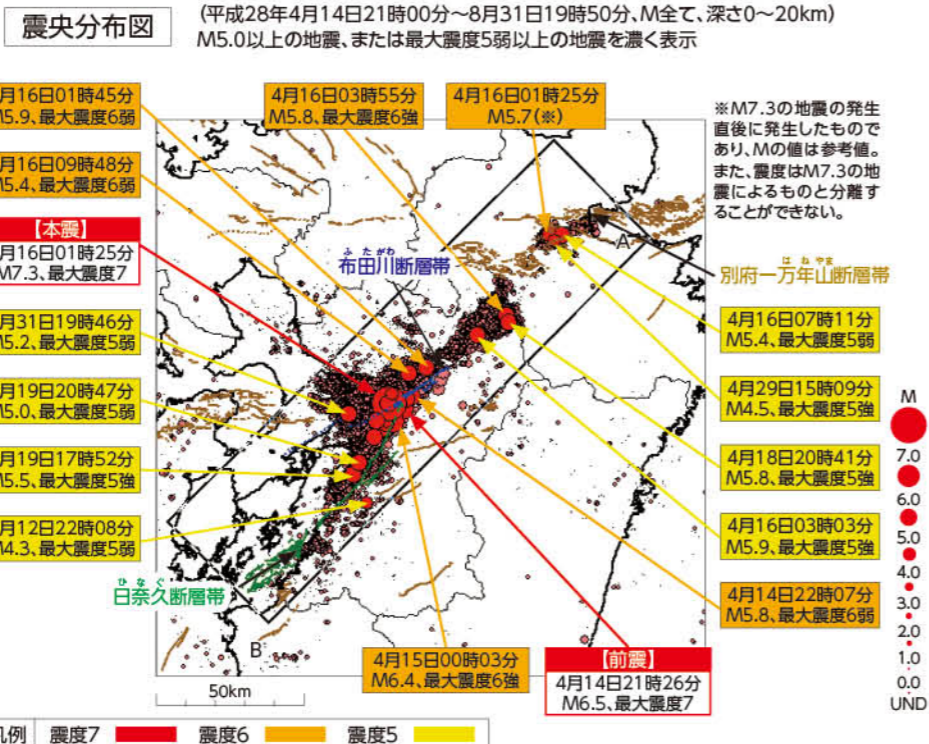 震央分布図
(平成28年4月14日21時00分～8月31日19時50分、M全て、深さ0～20km)
M5.0以上の地震、または最大震度5弱以上の地震を濃く表示
月16日01時45分
5.9、最大震度6弱
4月16日03時55分
M5.8、最大震度6強
4月16日01時25分
M5.7(※)
※M7.3の地震の発生
直後に発生したもので
あり、Mの値は参考値。
また、震度はM7.3の地
震によるものと分離す
ることができない。
月16日09時48分
5.4、最大震度6弱
【本震】
月16日01時25分
M7.3、最大震度7
ふたがわ
布田川断層帯
A
はねやま
別府ー万年山断層帯
月31日19時46分
5.2、最大震度5弱
4月16日07時11分
M5.4、最大震度5弱
月19日20時47分
5.0、最大震度5弱
4月29日15時09分
M4.5、最大震度5強
月19日17時52分
5.5、最大震度5強
4月18日20時41分
M5.8、最大震度5強
月12日22時08分
4.3、最大震度5弱
4月16日03時03分
M5.9、最大震度5強
ひなぐ
日奈久断層帯
4月14日22時07分
M5.8、最大震度6弱
B
4月15日00時03分
M6.4、最大震度6強
【前震】
4月14日21時26分
M6.5、最大震度7
50km
M
7.0
6.0
5.0
4.0
3.0
2.0
1.0
0.0
UND
例 震度7 震度6 震度5